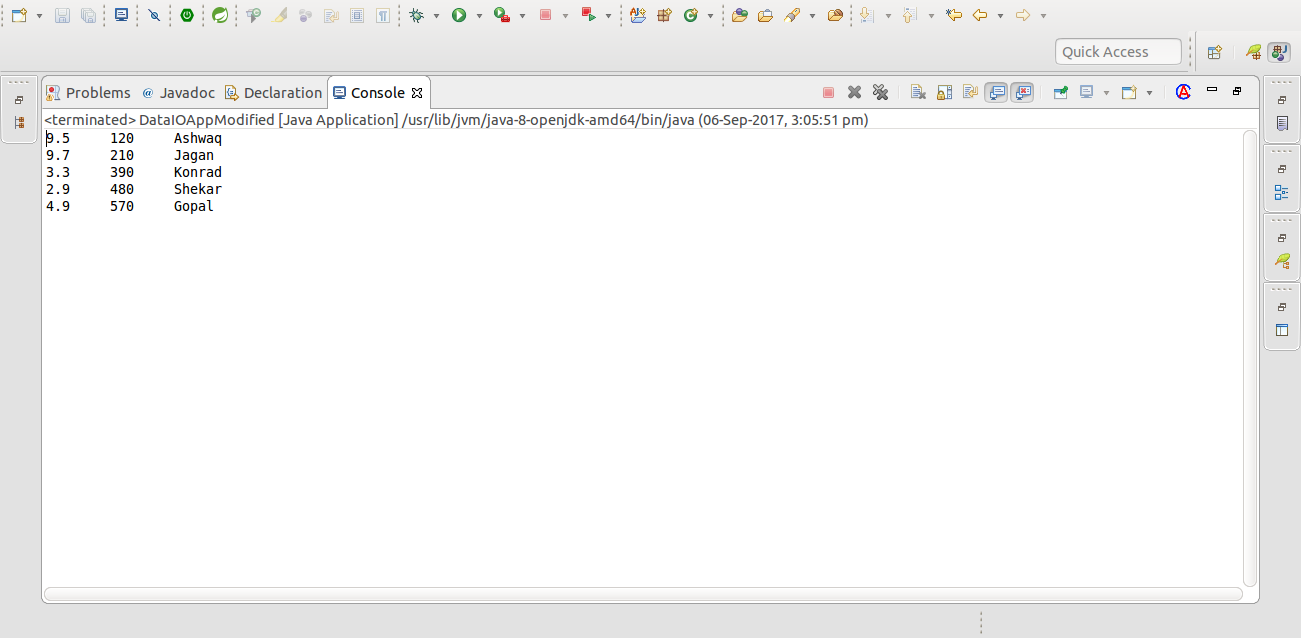 Quick Access
Problems @ Javadoc Declaration Console
<terminated> DataIOAppModified [Java Application] /usr/lib/jvm/java-8-openjdk-amd64/bin/java (06-Sep-2017, 3:05:51 pm)
9.5 120 Ashwaq
9.7 210 Jagan
3.3 390 Konrad
2.9 480 Shekar
4.9 570 Gopal